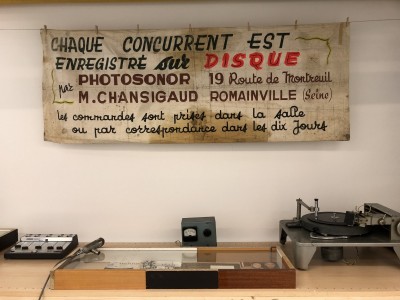 CHAQUE CONCURRENT EST
ENREGISTRÉ sur DISQUE
par PHOTOSONOR 19 Route de Montreuil
M. CHANSIGAUD ROMAINVILLE (Seine)
les commandes sont prises dans la salle
ou par correspondance dans les dix Jours